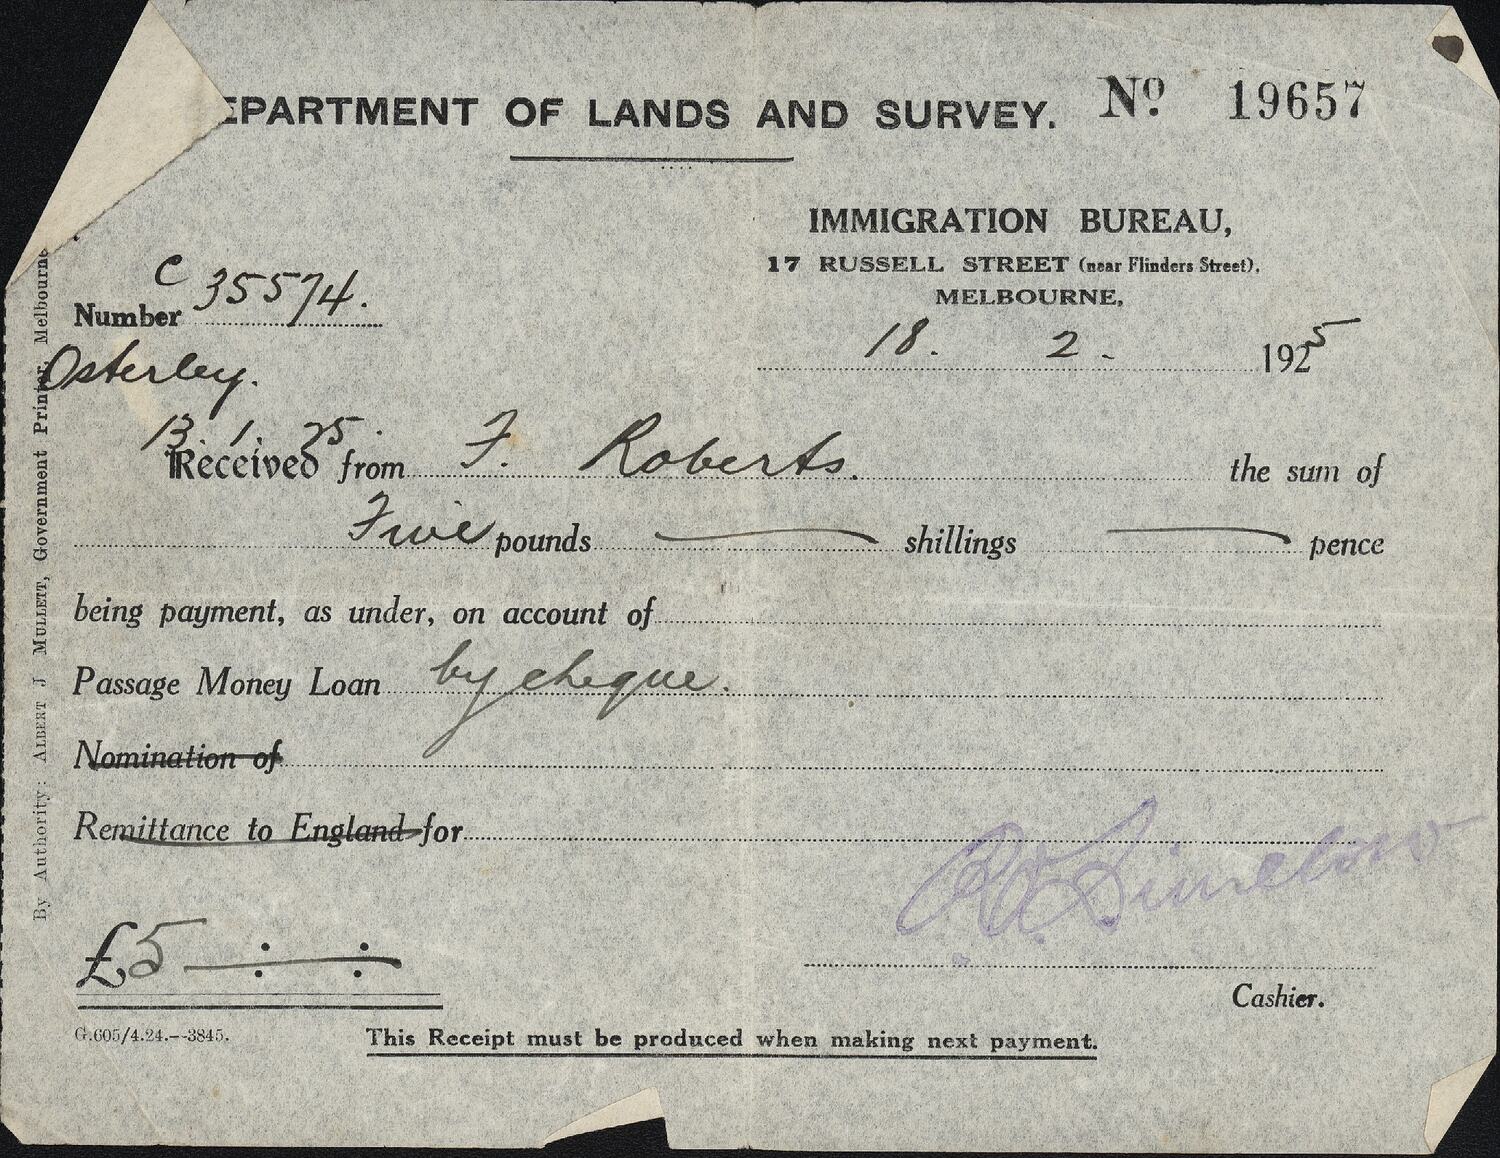 EPARTMENT OF LANDS AND SURVEY. No. 19657
IMMIGRATION BUREAU,
17 RUSSELL STREET (near Flinders Street),
MELBOURNE,
Number C 35574.
18. 2. 1925
Osterley.
13. 1. 25.
Received from F. Roberts. the sum of
Five pounds — shillings — pence
being payment, as under, on account of
Passage Money Loan by cheque.
Nomination of
Remittance to England for
£5 — : — : —
Cashier.
G.605/4.24.—3845.
This Receipt must be produced when making next payment.
By Authority: ALBERT J MULLETT, Government Printer, Melbourne